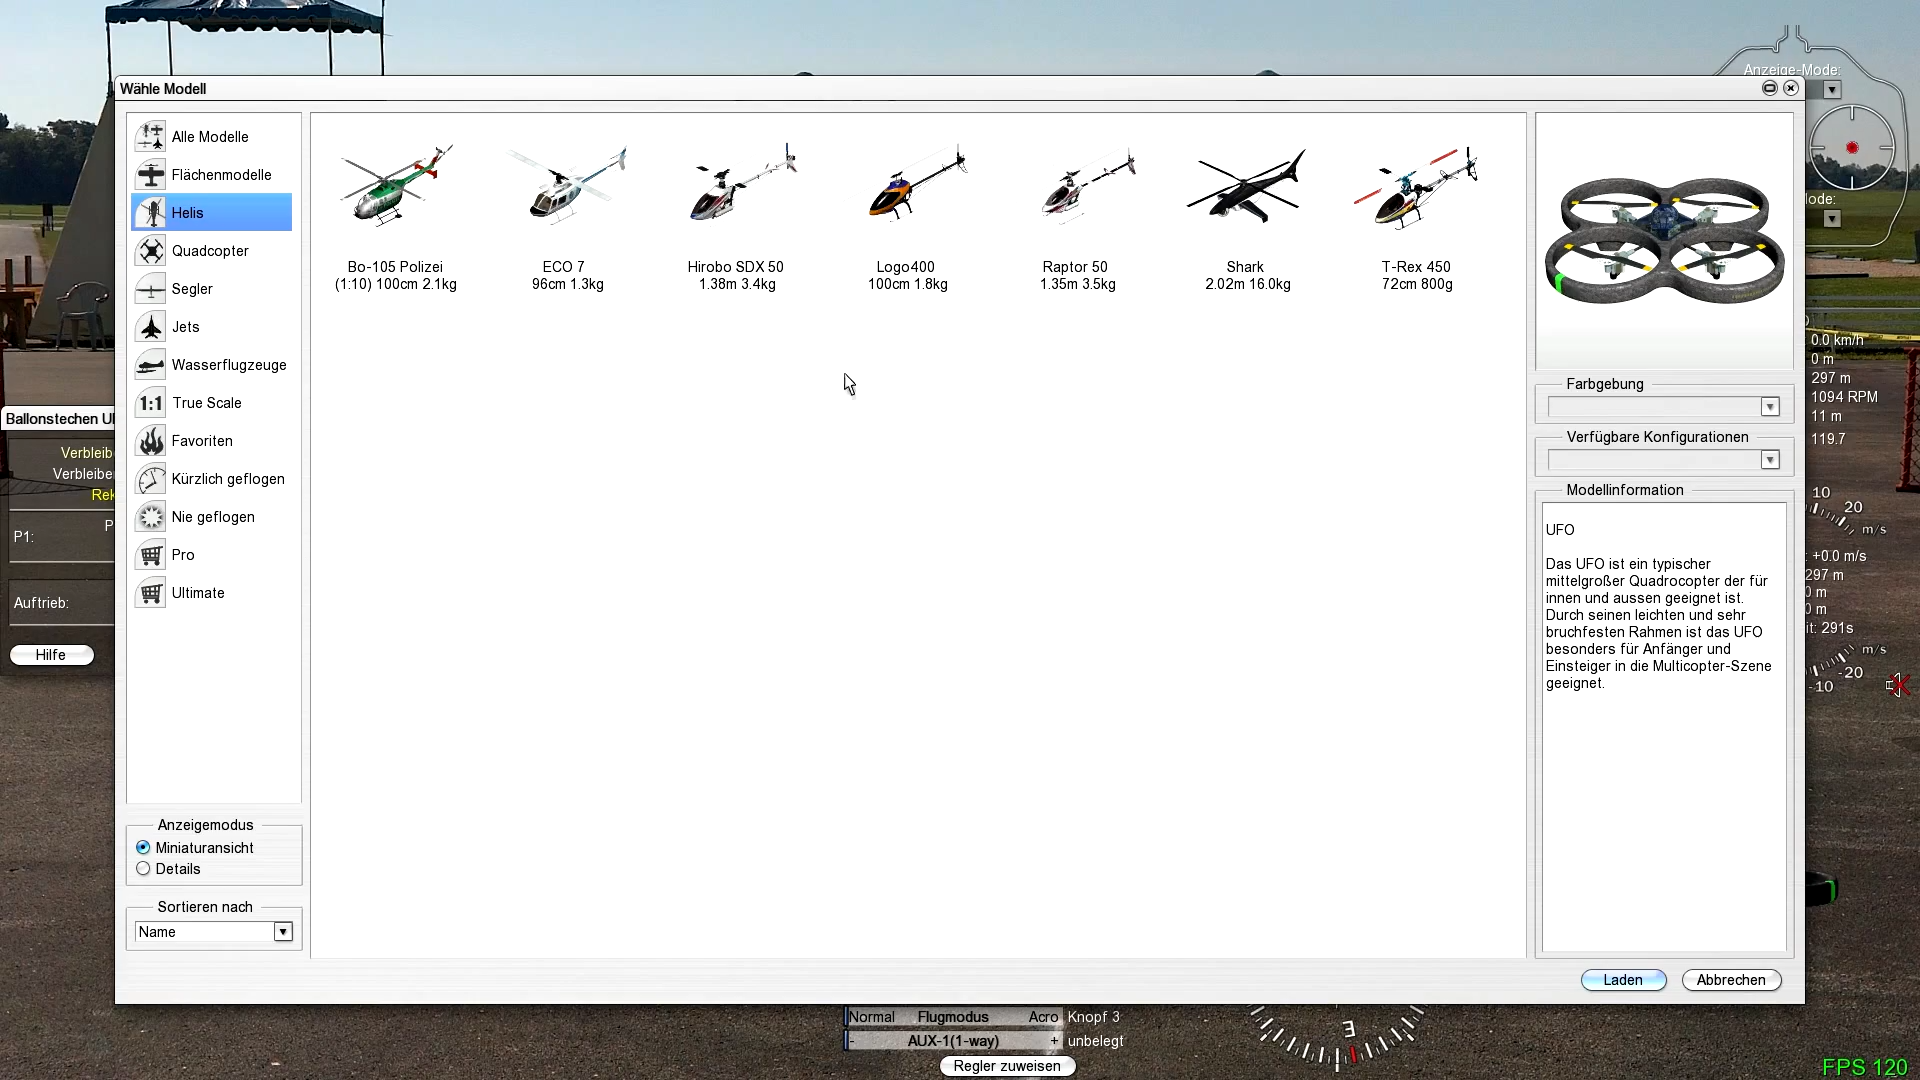 Anzeige-Mode:
Wähle Modell
Alle Modelle
Flächenmodelle
Helis
Quadcopter
Segler
Jets
Wasserflugzeuge
1:1 True Scale
Favoriten
Kürzlich geflogen
Nie geflogen
Pro
Ultimate
Anzeigemodus
Miniaturansicht
Details
Sortieren nach
Name
Bo-105 Polizei
(1:10) 100cm 2.1kg
ECO 7
96cm 1.3kg
Hirobo SDX 50
1.38m 3.4kg
Logo400
100cm 1.8kg
Raptor 50
1.35m 3.5kg
Shark
2.02m 16.0kg
T-Rex 450
72cm 800g
Farbgebung
Verfügbare Konfigurationen
Modellinformation
UFO
Das UFO ist ein typischer
mittelgroßer Quadrocopter der für
innen und aussen geeignet ist.
Durch seinen leichten und sehr
bruchfesten Rahmen ist das UFO
besonders für Anfänger und
Einsteiger in die Multicopter-Szene
geeignet.
Laden
Abbrechen
Ballonstechen
P1:
P
Auftrieb:
Hilfe
0.0 km/h
0 m
297 m
1094 RPM
11 m
119.7
10
20
m/s
+0.0 m/s
297 m
0 m
0 m
291s
m/s
-20
-10
Normal Flugmodus Acro Knopf 3
- AUX-1(1-way) + unbelegt
Regler zuweisen
E
FPS 120